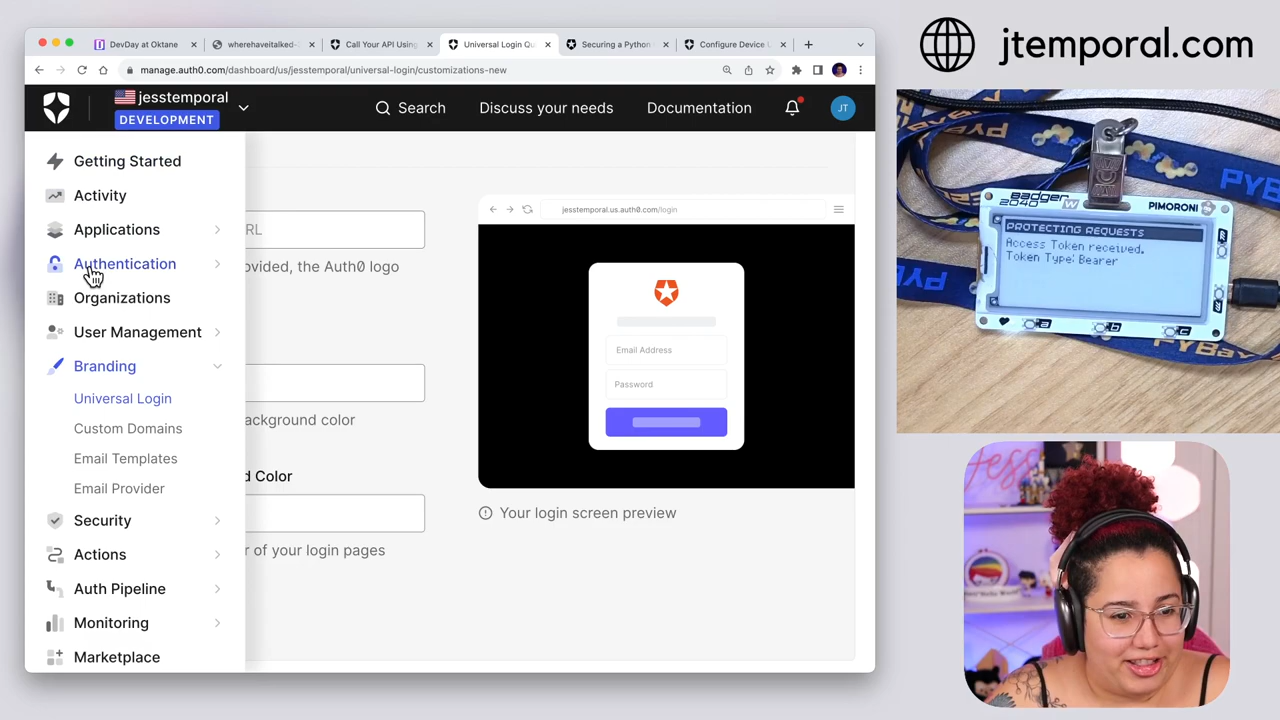 DevDay at Oktane
wherehaveitalked-
Call Your API Using
Universal Login Qu
Securing a Python
Configure Device U
manage.auth0.com/dashboard/us/jesstemporal/universal-login/customizations-new
jesstemporal
DEVELOPMENT
Search
Discuss your needs
Documentation
JT
Getting Started
Activity
Applications
Authentication
Organizations
User Management
Branding
Universal Login
Custom Domains
Email Templates
Email Provider
Security
Actions
Auth Pipeline
Monitoring
Marketplace
RL
ovided, the Auth0 logo
ackground color
d Color
r of your login pages
jesstemporal.us.auth0.com/login
Email Address
Password
Your login screen preview
jtemporal.com
Badger
2040 W
PIMORONI
PROTECTING REQUESTS
Access Token received.
Token Type: Bearer
a
b
c
PYBay
Jess